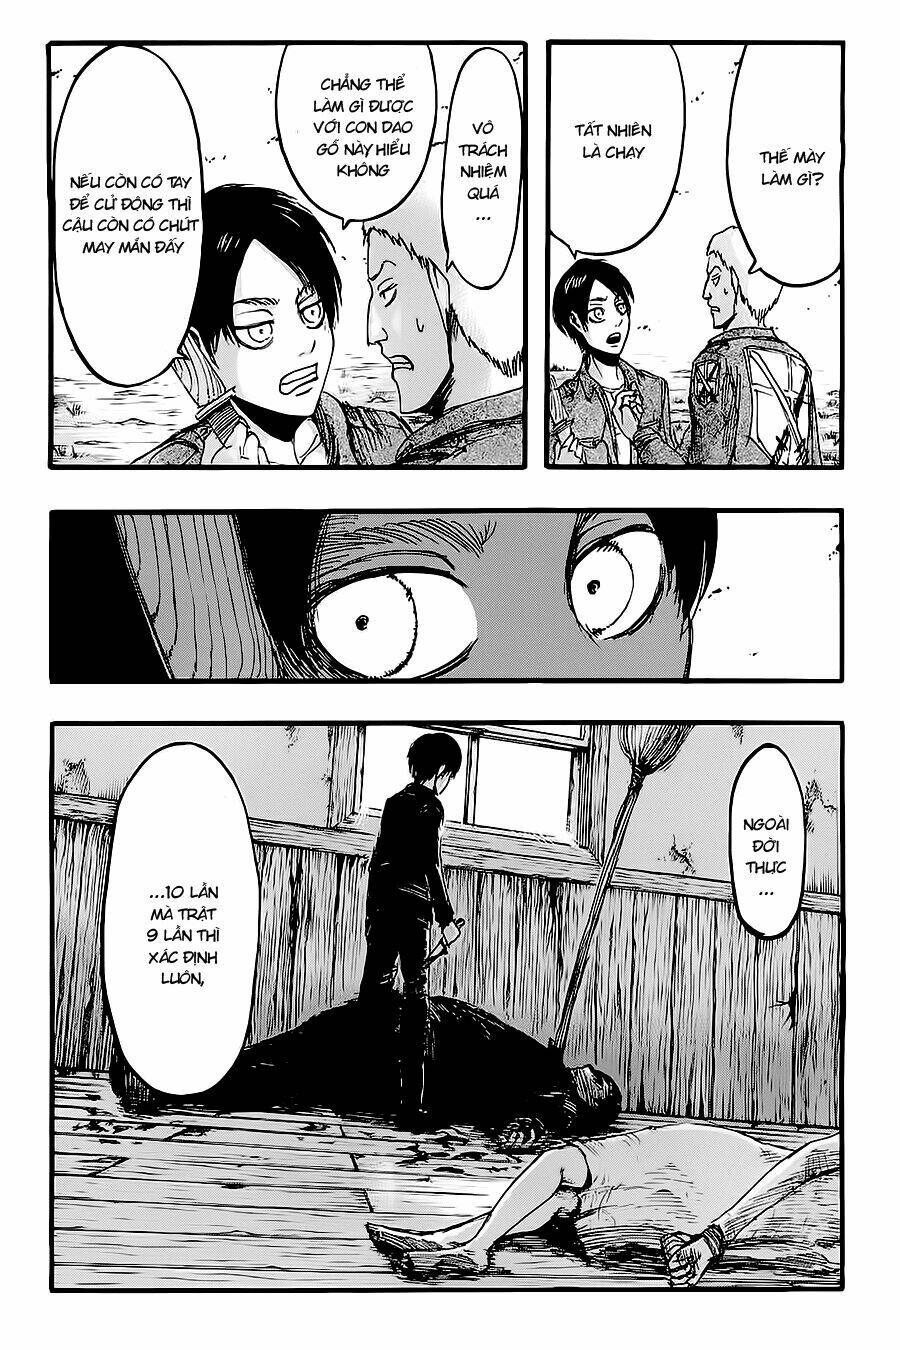 THẾ MÀY
LÀM GÌ?
TẤT NHIÊN
LÀ CHẠY
VÔ
TRÁCH
NHIỆM
QUÁ
...
CHẲNG THỂ
LÀM GÌ ĐƯỢC
VỚI CON DAO
GỖ NÀY HIỂU
KHÔNG
NẾU CÒN CÓ TAY
ĐỂ CỬ ĐỘNG THÌ
CẬU CÒN CÓ CHÚT
MAY MẮN ĐẤY
NGOÀI
ĐỜI
THỰC
...
...10 LẦN
MÀ TRẬT
9 LẦN THÌ
XÁC ĐỊNH
LUÔN,